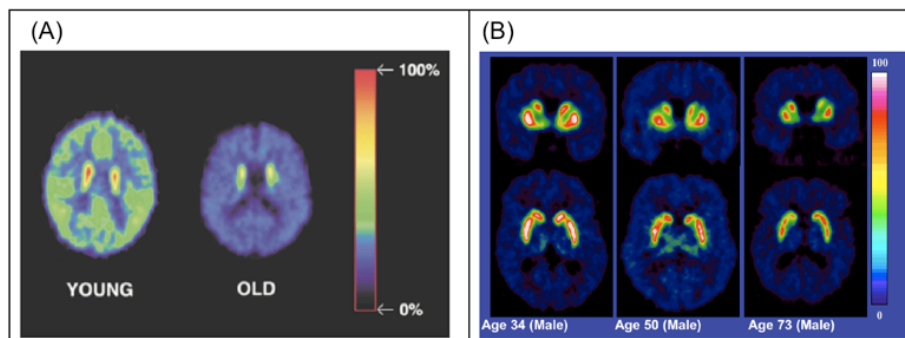 (A)
← 100%
YOUNG
OLD
← 0%
(B)
100
0
Age 34 (Male)
Age 50 (Male)
Age 73 (Male)